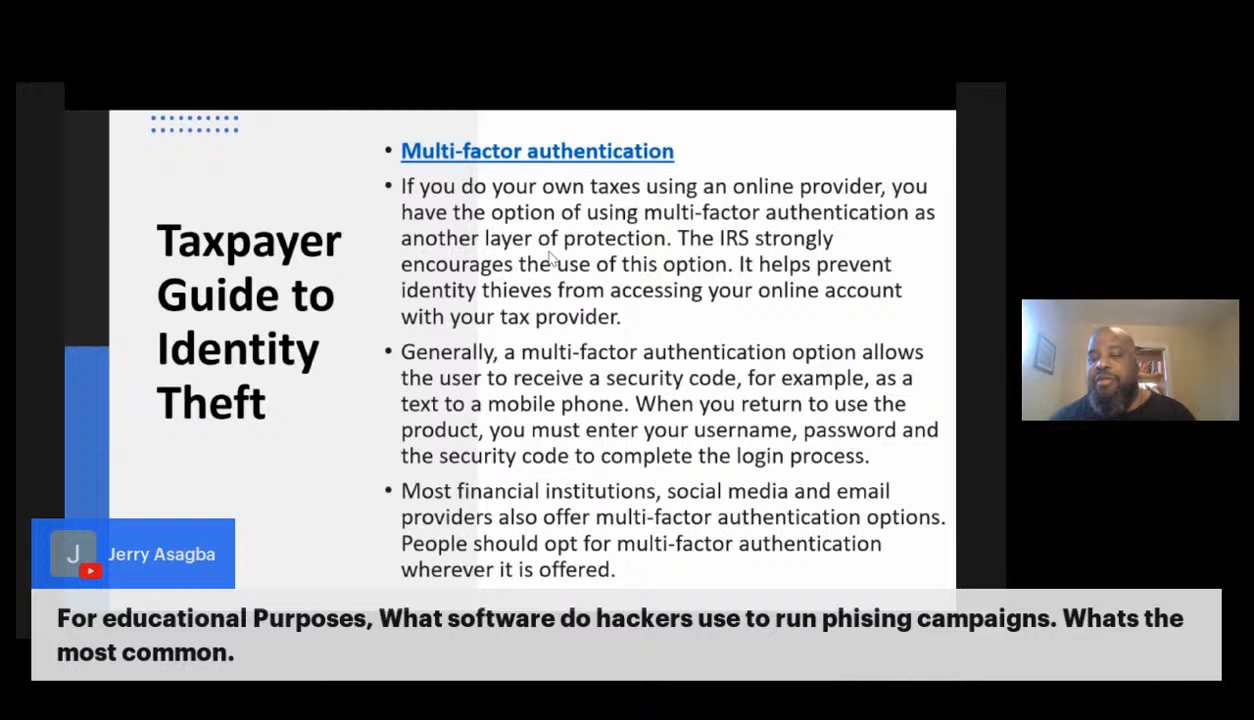 Taxpayer
Guide to
Identity
Theft
• Multi-factor authentication
• If you do your own taxes using an online provider, you
have the option of using multi-factor authentication as
another layer of protection. The IRS strongly
encourages the use of this option. It helps prevent
identity thieves from accessing your online account
with your tax provider.
• Generally, a multi-factor authentication option allows
the user to receive a security code, for example, as a
text to a mobile phone. When you return to use the
product, you must enter your username, password and
the security code to complete the login process.
• Most financial institutions, social media and email
providers also offer multi-factor authentication options.
People should opt for multi-factor authentication
wherever it is offered.
J
Jerry Asagba
For educational Purposes, What software do hackers use to run phising campaigns. Whats the
most common.